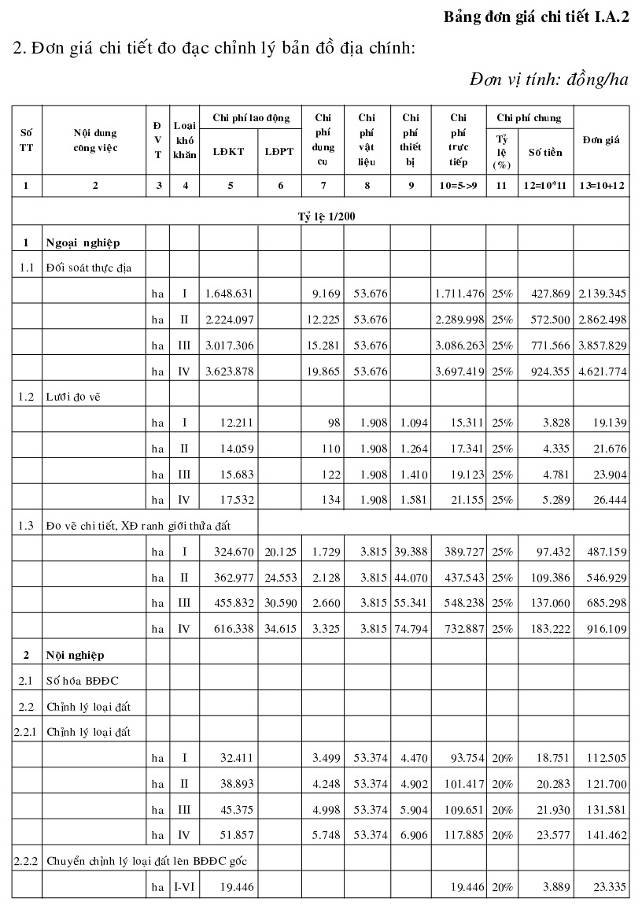 Bảng đơn giá chi tiết I.A.2
2. Đơn giá chi tiết đo đạc chỉnh lý bản đồ địa chính:
Đơn vị tính: đồng/ha
Số TT Nội dung công việc ĐVT Loại khó khăn Chi phí lao động Chi phí dụng cụ Chi phí vật liệu Chi phí thiết bị Chi phí trực tiếp Chi phí chung Đơn giá
LĐKT LĐPT Tỷ lệ (%) Số tiền
1 2 3 4 5 6 7 8 9 10=5->9 11 12=10*11 13=10+12
Tỷ lệ 1/200
1 Ngoại nghiệp
1.1 Đối soát thực địa
ha I 1.648.631 9.169 53.676 1.711.476 25% 427.869 2.139.345
ha II 2.224.097 12.225 53.676 2.289.998 25% 572.500 2.862.498
ha III 3.017.306 15.281 53.676 3.086.263 25% 771.566 3.857.829
ha IV 3.623.878 19.865 53.676 3.697.419 25% 924.355 4.621.774
1.2 Lưới đo vẽ
ha I 12.211 98 1.908 1.094 15.311 25% 3.828 19.139
ha II 14.059 110 1.908 1.264 17.341 25% 4.335 21.676
ha III 15.683 122 1.908 1.410 19.123 25% 4.781 23.904
ha IV 17.532 134 1.908 1.581 21.155 25% 5.289 26.444
1.3 Đo vẽ chi tiết, XĐ ranh giới thửa đất
ha I 324.670 20.125 1.729 3.815 39.388 389.727 25% 97.432 487.159
ha II 362.977 24.553 2.128 3.815 44.070 437.543 25% 109.386 546.929
ha III 455.832 30.590 2.660 3.815 55.341 548.238 25% 137.060 685.298
ha IV 616.338 34.615 3.325 3.815 74.794 732.887 25% 183.222 916.109
2 Nội nghiệp
2.1 Số hóa BĐĐC
2.2 Chỉnh lý loại đất
2.2.1 Chỉnh lý loại đất
ha I 32.411 3.499 53.374 4.470 93.754 20% 18.751 112.505
ha II 38.893 4.248 53.374 4.902 101.417 20% 20.283 121.700
ha III 45.375 4.998 53.374 5.904 109.651 20% 21.930 131.581
ha IV 51.857 5.748 53.374 6.906 117.885 20% 23.577 141.462
2.2.2 Chuyển chỉnh lý loại đất lên BĐĐC gốc
ha I-VI 19.446 19.446 20% 3.889 23.335